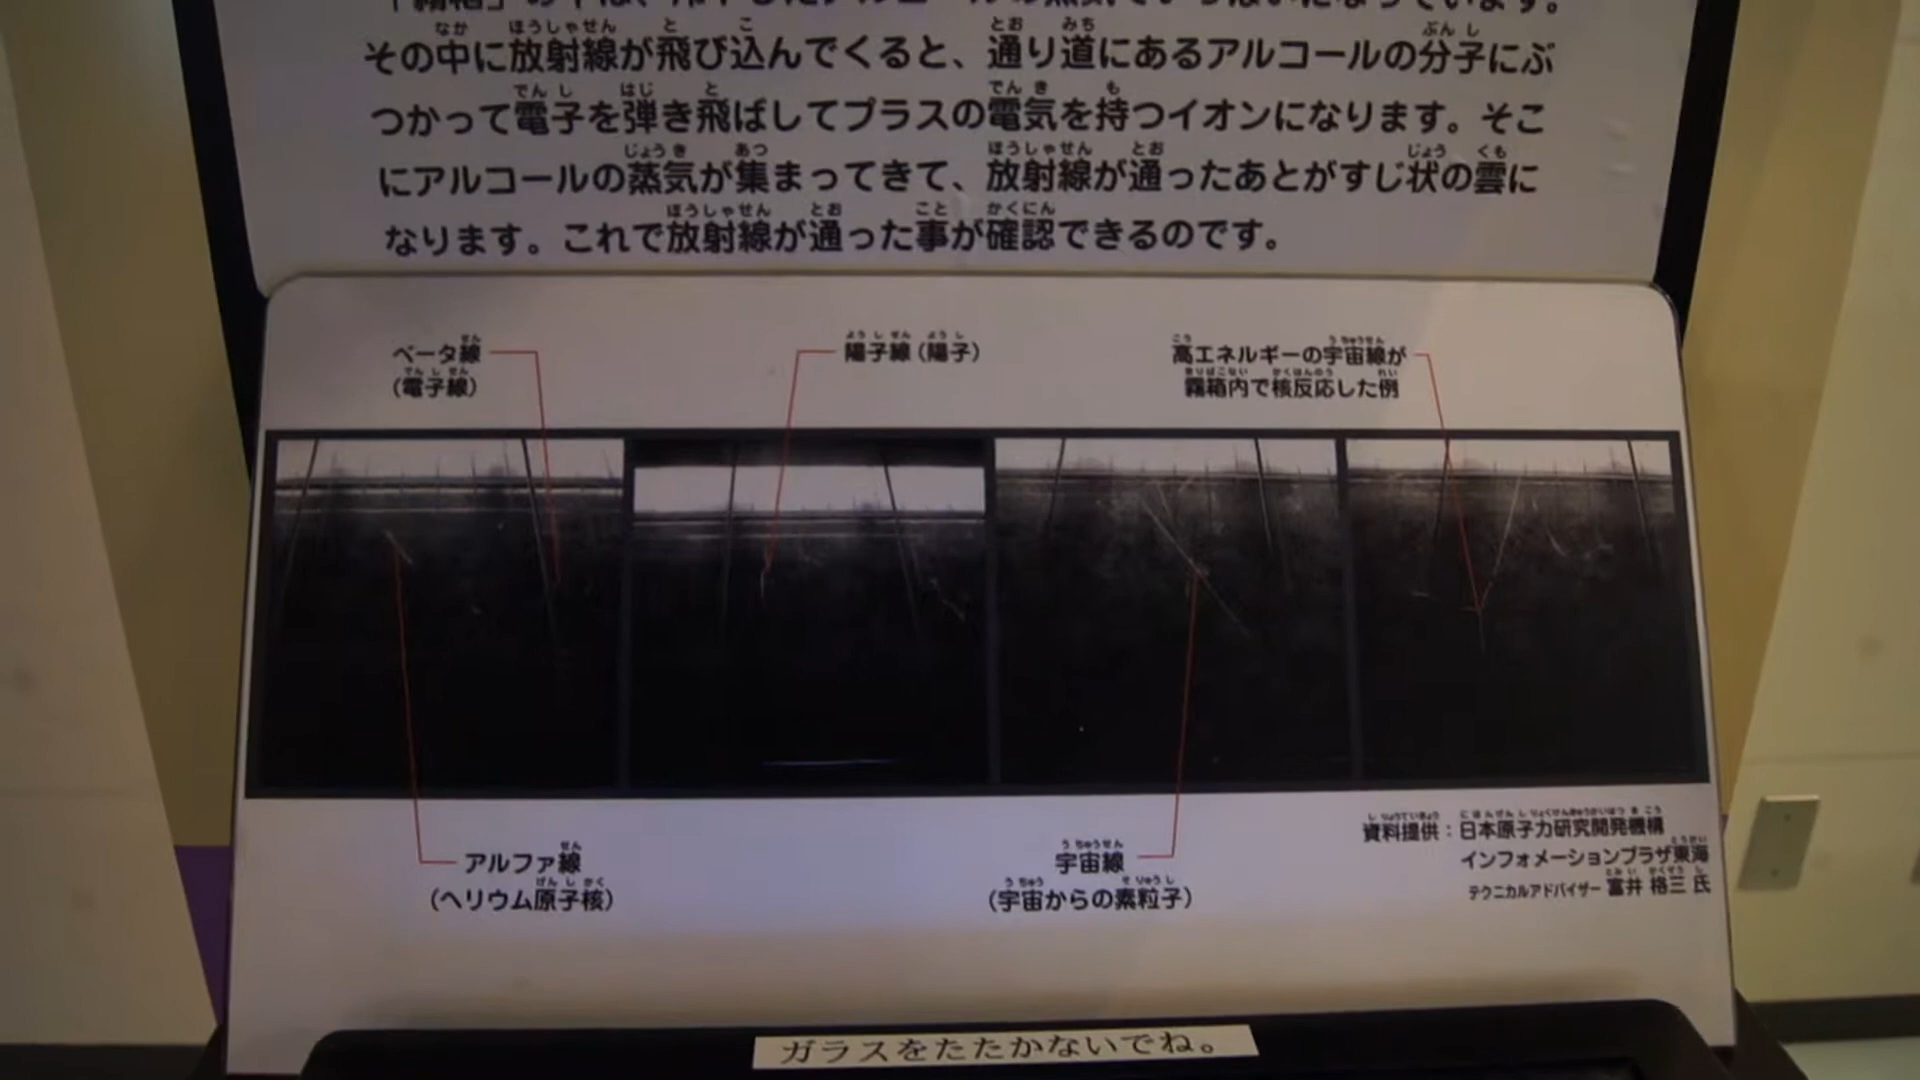 その中に放射線が飛び込んでくると、通り道にあるアルコールの分子にぶ
つかって電子を弾き飛ばしてプラスの電気を持つイオンになります。そこ
にアルコールの蒸気が集まってきて、放射線が通ったあとがすじ状の雲に
なります。これで放射線が通った事が確認できるのです。
ベータ線
(電子線)
陽子線(陽子)
高エネルギーの宇宙線が
霧箱内で核反応した例
アルファ線
(ヘリウム原子核)
宇宙線
(宇宙からの素粒子)
資料提供:日本原子力研究開発機構
インフォメーションプラザ東海
テクニカルアドバイザー 富井 格三 氏
ガラスをたたかないでね。